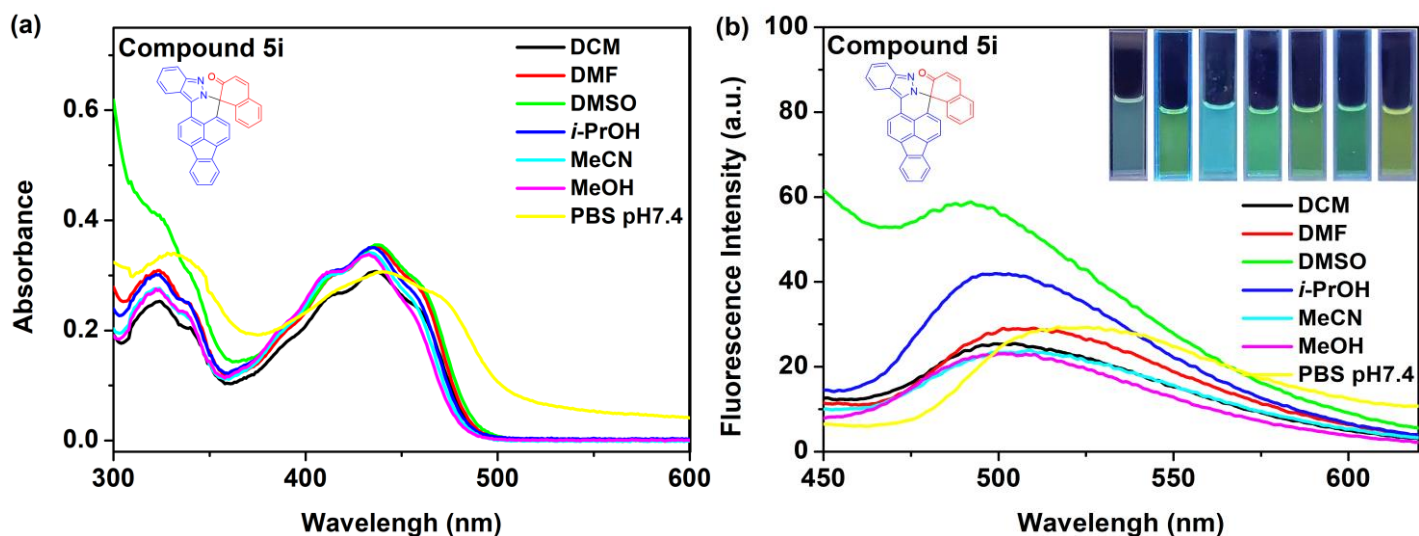 (a)
Compound 5i
O
N
N
DCM
DMF
DMSO
i-PrOH
MeCN
MeOH
PBS pH7.4
Absorbance
0.6
0.4
0.2
0.0
300
400
500
600
Wavelengh (nm)
(b)
Compound 5i
O
N
N
DCM
DMF
DMSO
i-PrOH
MeCN
MeOH
PBS pH7.4
Fluorescence Intensity (a.u.)
100
80
60
40
20
0
450
500
550
600
Wavelengh (nm)